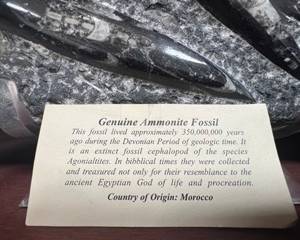 Genuine Ammonite Fossil
This fossil lived approximately 350,000,000 years
ago during the Devonian Period of geologic time. It
is an extinct fossil cephalopod of the species
Agonialtites. In bibblical times they were collected
and treasured not only for their resemblance to the
ancient Egyptian God of life and procreation.
Country of Origin: Morocco